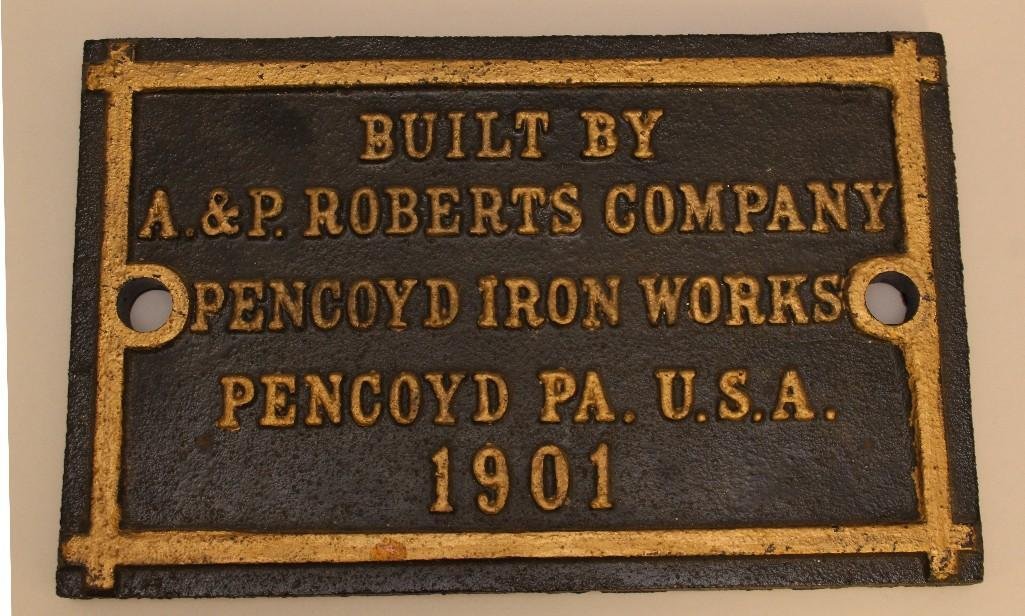 BUILT BY
A. & P. ROBERTS COMPANY
PENCOYD IRON WORKS
PENCOYD PA. U.S.A.
1901